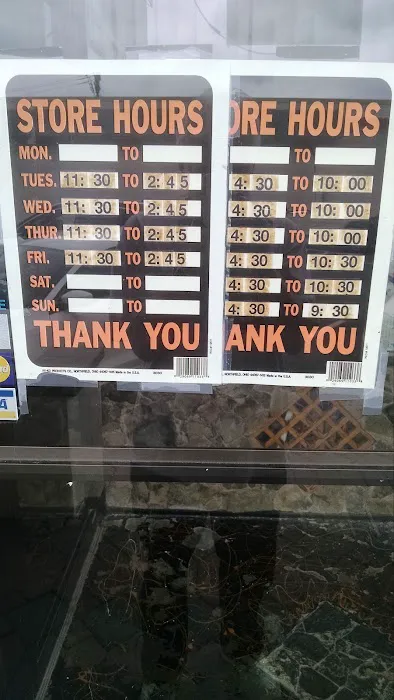 STORE HOURS
MON. TO
TUES. 11: 30 TO 2:45
WED. 11: 30 TO 2:45
THUR. 11: 30 TO 2:45
FRI. 11: 30 TO 2:45
SAT. TO
SUN. TO
THANK YOU
ORE HOURS
TO
4: 30 TO 10: 00
4: 30 TO 10: 00
4: 30 TO 10: 00
4: 30 TO 10: 30
4: 30 TO 10: 30
4: 30 TO 9: 30
ANK YOU